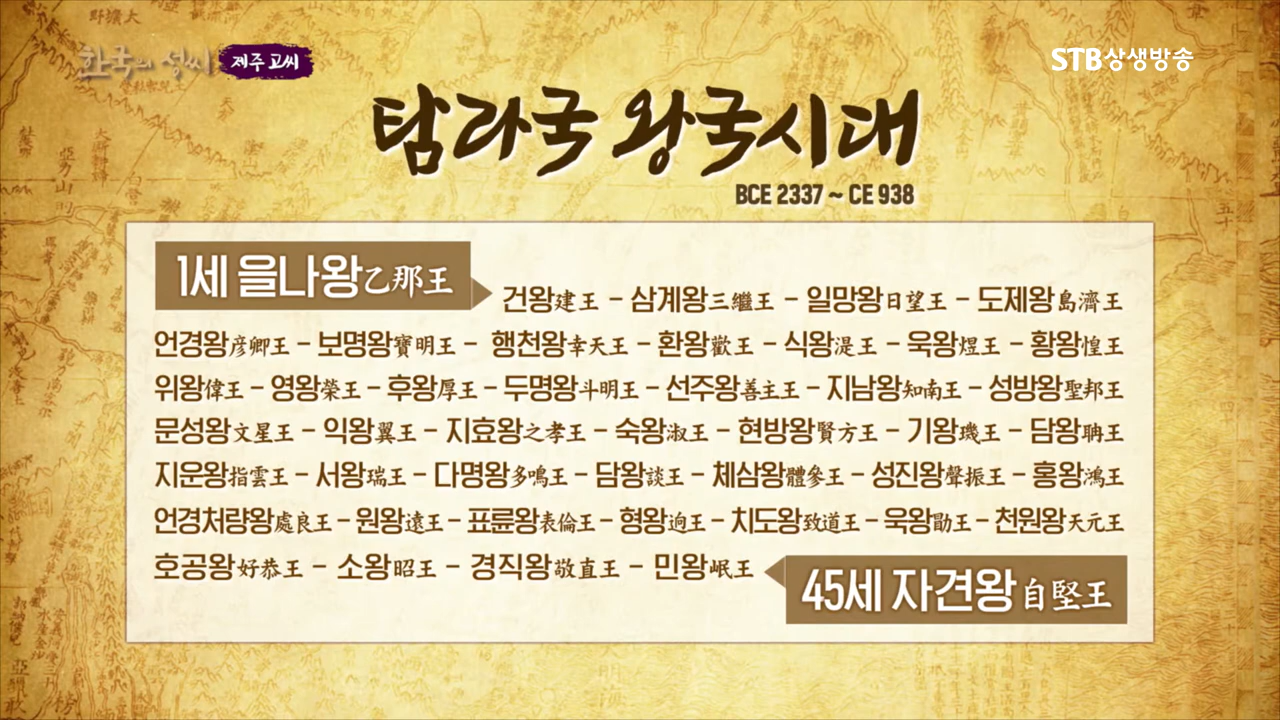 한국의 성씨 제주 고씨
STB상생방송
탐라국 왕국시대
BCE 2337 ~ CE 938
1세 을나왕乙那王
건왕建王 - 삼계왕三繼王 - 일망왕日望王 - 도제왕島濟王
언경왕彦卿王 - 보명왕寶明王 - 행천왕幸天王 - 환왕歡王 - 식왕湜王 - 욱왕煜王 - 황왕惶王
위왕偉王 - 영왕榮王 - 후왕厚王 - 두명왕斗明王 - 선주왕善主王 - 지남왕知南王 - 성방왕聖邦王
문성왕文星王 - 익왕翼王 - 지효왕之孝王 - 숙왕淑王 - 현방왕賢方王 - 기왕璣王 - 담왕聃王
지운왕指雲王 - 서왕瑞王 - 다명왕多鳴王 - 담왕談王 - 체삼왕體參王 - 성진왕聲振王 - 홍왕鴻王
언경처량왕處良王 - 원왕遠王 - 표륜왕表倫王 - 형왕迥王 - 치도왕致道王 - 욱왕勖王 - 천원왕天元王
호공왕好恭王 - 소왕昭王 - 경직왕敬直王 - 민왕岷王
45세 자견왕自堅王